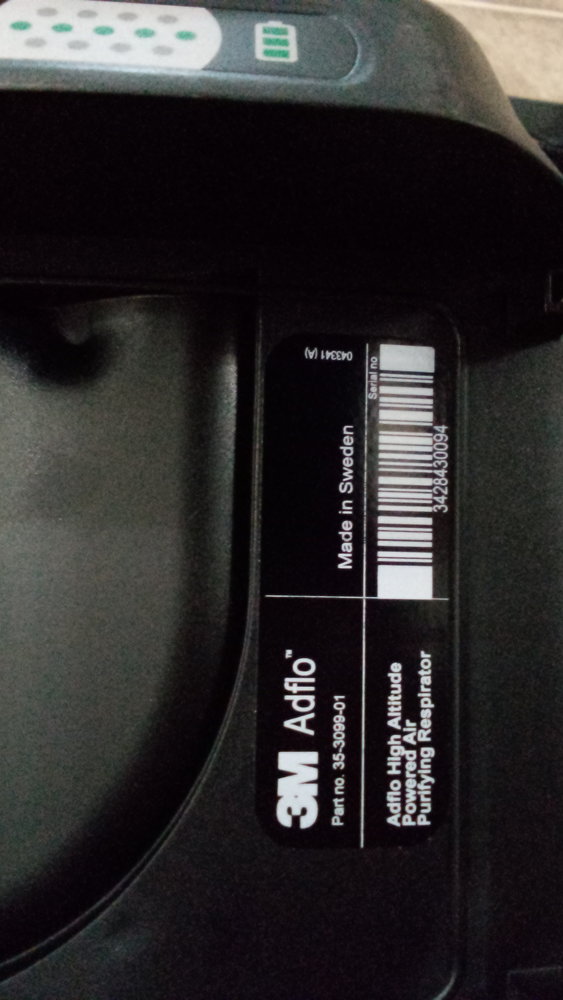 3M Adflo™
Part no. 35-3099-01
Made in Sweden
043341 (A)
Adflo High Altitude
Powered Air
Purifying Respirator
Serial no
3428430094